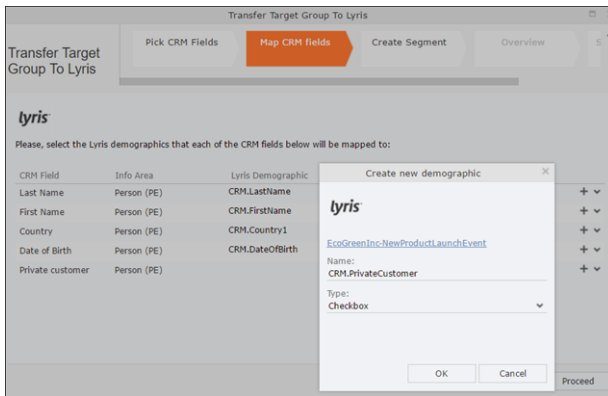 Transfer Target Group To Lyris
Transfer Target
Group To Lyris
Pick CRM Fields
Map CRM fields
Create Segment
Overview
S
lyris
Please, select the Lyris demographics that each of the CRM fields below will be mapped to:
CRM Field Info Area Lyris Demographic
Last Name Person (PE) CRM.LastName
First Name Person (PE) CRM.FirstName
Country Person (PE) CRM.Country1
Date of Birth Person (PE) CRM.DateOfBirth
Private customer Person (PE)
Create new demographic
lyris
EcoGreenInc-NewProductLaunchEvent
Name:
CRM.PrivateCustomer
Type:
Checkbox
OK Cancel
Proceed